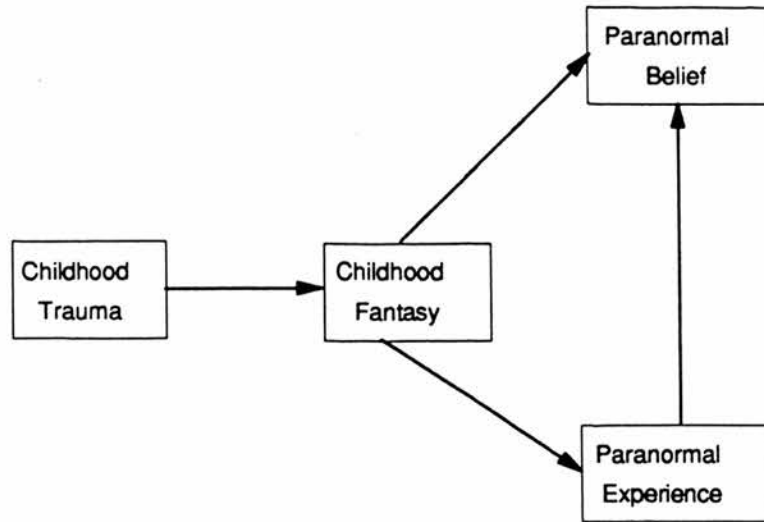 Paranormal
Belief
Childhood
Trauma
Childhood
Fantasy
Paranormal
Experience